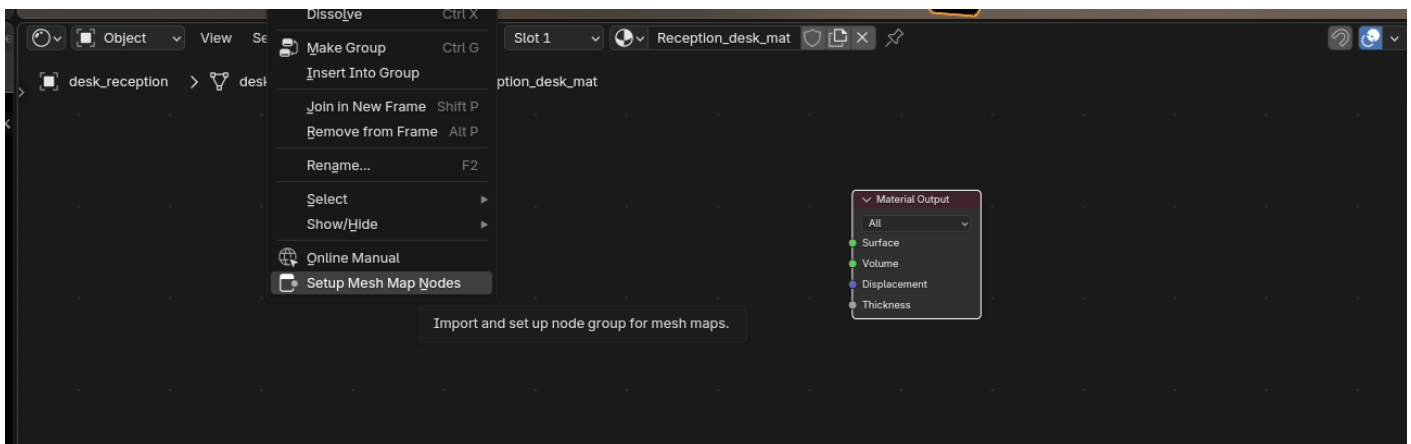 Dissolve Ctrl X
Object View Se Slot 1 Reception_desk_mat
Make Group Ctrl G
Insert Into Group
desk_reception desk ption_desk_mat
Join in New Frame Shift P
Remove from Frame Alt P
Rename... F2
Select
Show/Hide
Online Manual
Setup Mesh Map Nodes
Import and set up node group for mesh maps.
Material Output
All
Surface
Volume
Displacement
Thickness